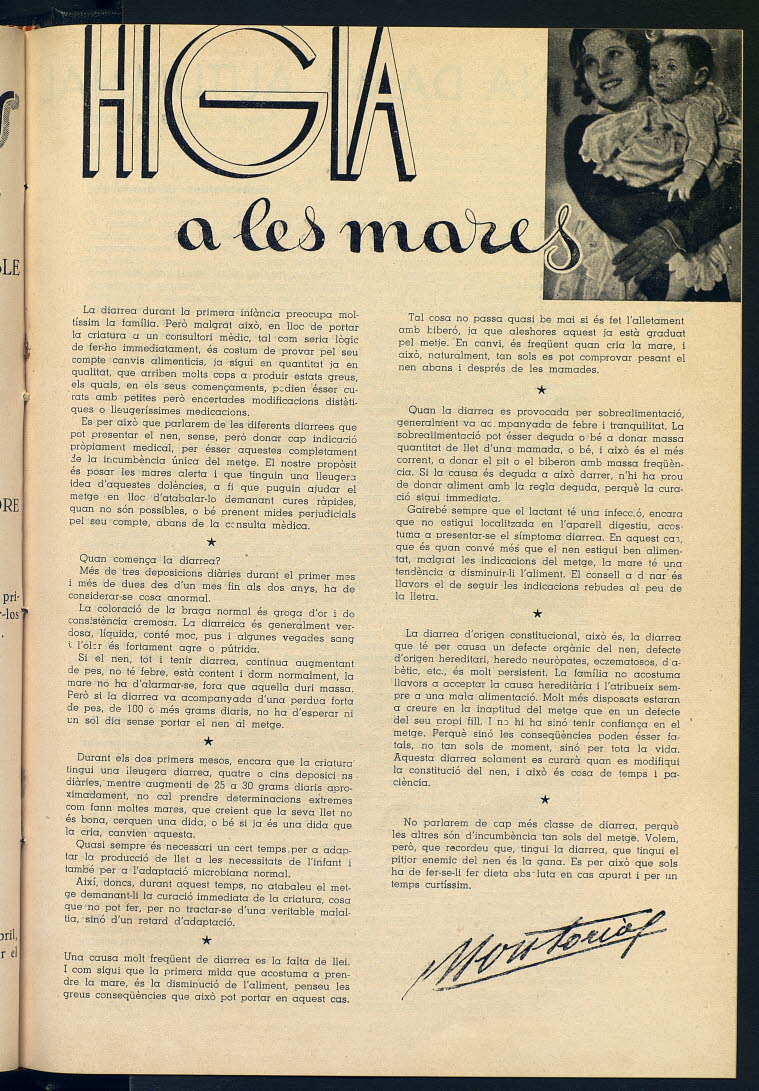 HIGIA
a les mares
La diarrea durant la primera infància preocupa mol-
tíssim la família. Però malgrat això, en lloc de portar
la criatura a un consultori mèdic, tal com seria lògic
de fer-ho immediatament, és costum de provar pel seu
compte canvis alimenticis, ja sigui en quantitat ja en
qualitat, que arriben molts cops a produir estats greus,
els quals, en els seus començaments, podien ésser cu-
rats amb petites però encertades modificacions distèti-
ques o lleugeríssimes medicacions.
Es per això que parlarem de les diferents diarrees que
pot presentar el nen, sense, però donar cap indicació
pròpiament medical, per ésser aquestes completament
de la incumbència única del metge. El nostre propòsit
és posar les mares alerta i que tinguin una lleugera
idea d'aquestes dolències, a fi que puguin ajudar el
metge en lloc d'atabalar-lo demanant cures ràpides,
quan no són possibles, o bé prenent mides perjudicials
pel seu compte, abans de la consulta mèdica.
★
Quan comença la diarrea?
Més de tres deposicions diàries durant el primer mes
i més de dues des d'un mes fins als dos anys, ha de
considerar-se cosa anormal.
La coloració de la braga normal és groga d'or i de
consistència cremosa. La diarreica és generalment ver-
dosa, líquida, conté moc, pus i algunes vegades sang
i l'olor és fortament agre o pútrida.
Si el nen, tot i tenir diarrea, continua augmentant
de pes, no té febre, està content i dorm normalment, la
mare no ha d'alarmar-se, fora que aquella duri massa.
Però si la diarrea va acompanyada d'una perdua forta
de pes, de 100 o més grams diaris, no ha d'esperar ni
un sol dia sense portar el nen al metge.
★
Durant els dos primers mesos, encara que la criatura
tingui una lleugera diarrea, quatre o cins deposici ns
diàries, mentre augmenti de 25 a 30 grams diaris apro-
ximadament, no cal prendre determinacions extremes
com fann moltes mares, que creient que la seva llet no
és bona, cerquen una dida, o bé si ja és una dida que
la cria, canvien aquesta.
Quasi sempre és necessari un cert temps per a adap-
tar la producció de llet a les necessitats de l'infant i
també per a l'adaptació microbiana normal.
Així, doncs, durant aquest temps, no atabaleu el met-
ge demanant-li la curació immediata de la criatura, cosa
que no pot fer, per no tractar-se d'una veritable malal-
tia, sinó d'un retard d'adaptació.
★
Una causa molt freqüent de diarrea es la falta de llei.
I com sigui que la primera mida que acostuma a pren-
dre la mare, és la disminució de l'aliment, penseu les
greus conseqüències que això pot portar en aquest cas.
Tal cosa no passa quasi be mai si és fet l'alletament
amb biberó, ja que aleshores aquest ja està graduat
pel metje. En canvi, és freqüent quan cria la mare, i
això, naturalment, tan sols es pot comprovar pesant el
nen abans i després de les mamades.
★
Quan la diarrea es provocada per sobrealimentació,
generalment va ac mpanyada de febre i tranquilitat. La
sobrealimentació pot ésser deguda o bé a donar massa
quantitat de llet d'una mamada, o bé, i això és el més
corrent, a donar el pit o el biberon amb massa freqüèn-
cia. Si la causa és deguda a això darrer, n'hi ha prou
de donar aliment amb la regla deguda, perquè la cura-
ció sigui immediata.
Gairebé sempre que el lactant té una infecció, encara
que no estigui localitzada en l'aparell digestiu, acos-
tuma a presentar-se el símptoma diarrea. En aquest cas,
que és quan convé més que el nen estigui ben alimen-
tat, malgrat les indicacions del metge, la mare té una
tendència a disminuir-li l'aliment. El consell a d nar és
llavors el de seguir les indicacions rebudes al peu de
la lletra.
★
La diarrea d'origen constitucional, això és, la diarrea
que té per causa un defecte orgànic del nen, defecte
d'origen hereditari, heredo neuròpates, eczematosos, d'a-
bètic, etc., és molt persistent. La família no acostuma
llavors a acceptar la causa hereditària i l'atribueix sem-
pre a una mala alimentació. Molt més disposats estaran
a creure en la inaptitud del metge que en un defecte
del seu propi fill. I no hi ha sinó tenir confiança en el
metge. Perquè sinó les conseqüències poden ésser fa-
tals, no tan sols de moment, sinó per tota la vida.
Aquesta diarrea solament es curarà quan es modifiqui
la constitució del nen, i això és cosa de temps i pa-
ciència.
★
No parlarem de cap més classe de diarrea, perquè
les altres són d'incumbència tan sols del metge. Volem,
però, que recordeu que, tingui la diarrea, que tingui el
pitjor enemic del nen és la gana. Es per això que sols
ha de fer-se-li fer dieta abs luta en cas apurat i per un
temps curtíssim.
Montoriol